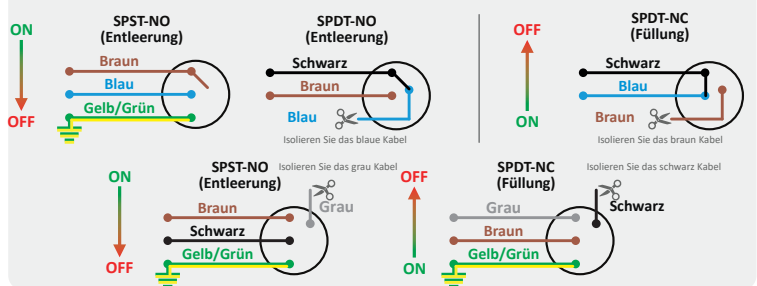 SPST-NO
(Entleerung)
ON
OFF
Braun
Blau
Gelb/Grün
SPDT-NO
(Entleerung)
Schwarz
Braun
Blau
Isolieren Sie das blaue Kabel
SPDT-NC
(Füllung)
OFF
ON
Schwarz
Blau
Braun
Isolieren Sie das braun Kabel
SPST-NO
(Entleerung)
Isolieren Sie das grau Kabel
ON
OFF
Braun
Grau
Schwarz
Gelb/Grün
SPDT-NC
(Füllung)
Isolieren Sie das schwarz Kabel
OFF
ON
Grau
Schwarz
Braun
Gelb/Grün